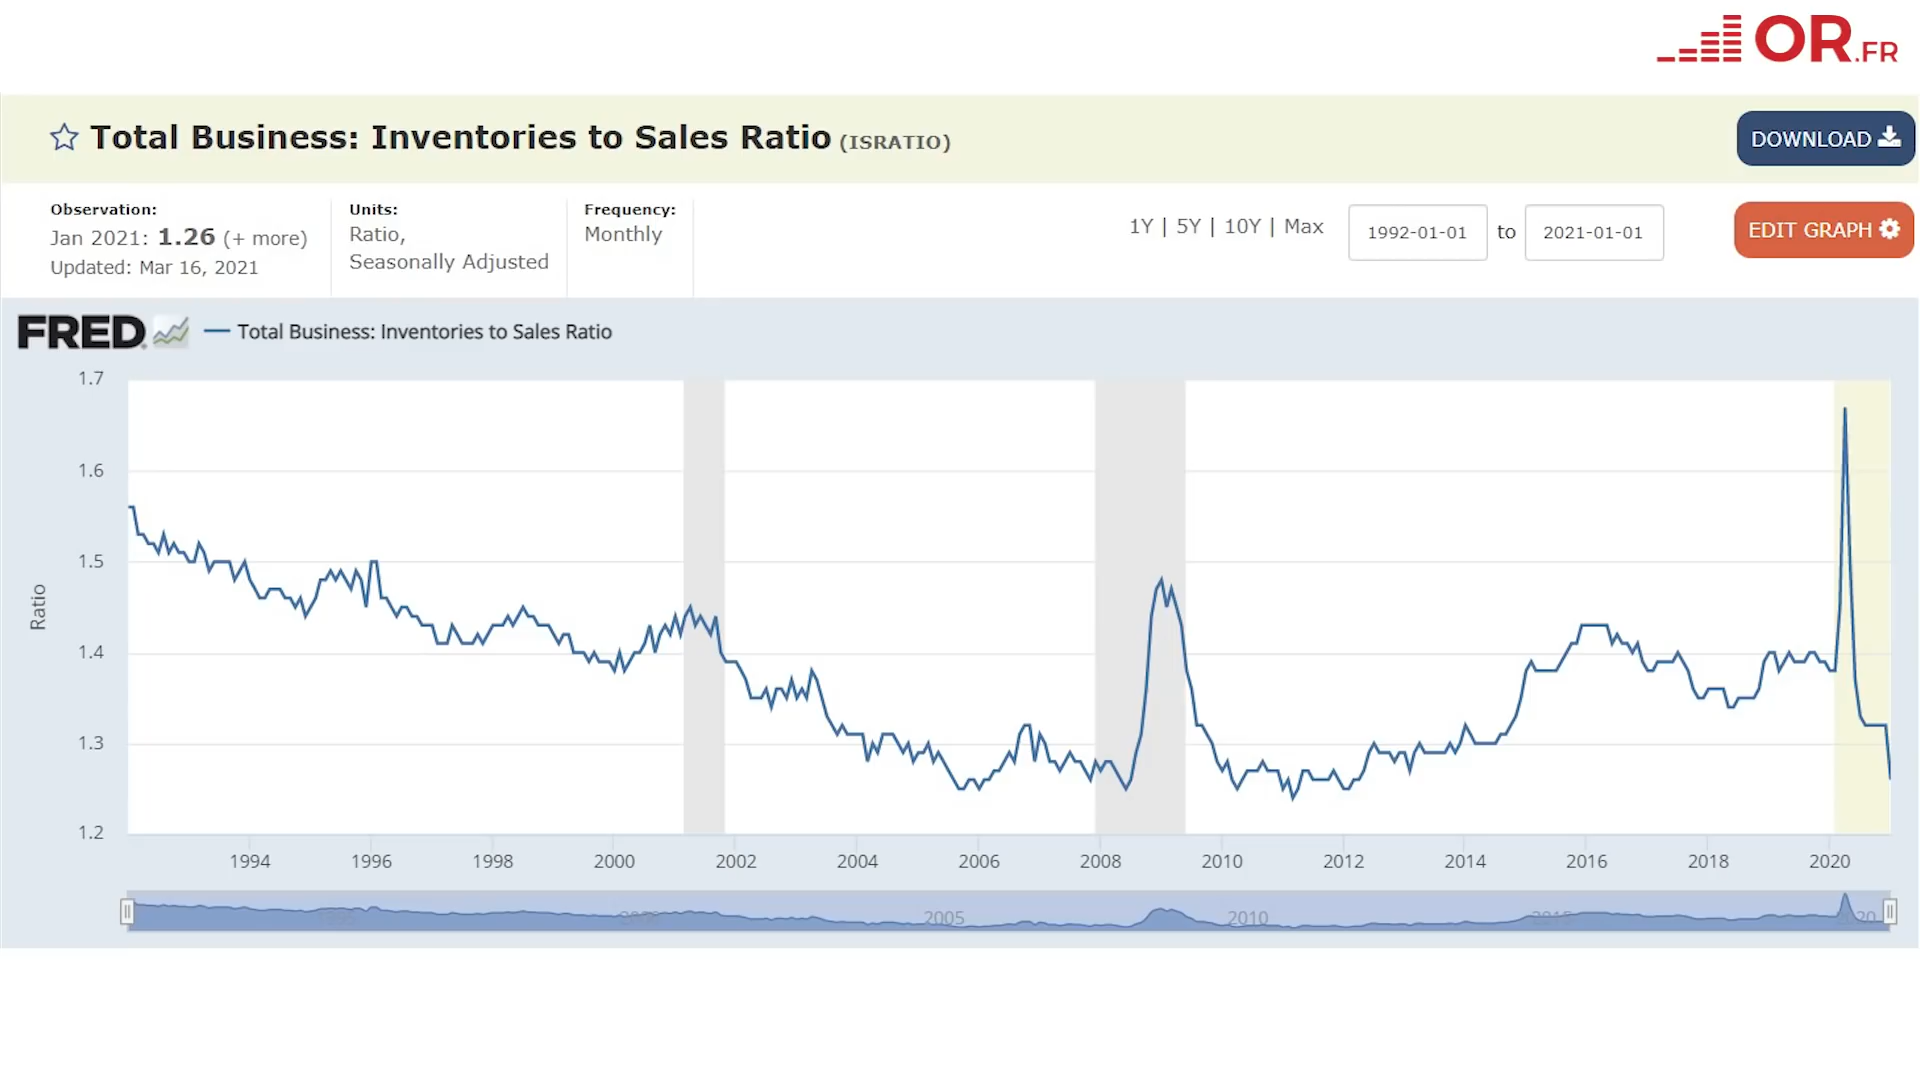 OR.FR
Total Business: Inventories to Sales Ratio (ISRATIO)
DOWNLOAD
Observation:
Jan 2021: 1.26 (+ more)
Updated: Mar 16, 2021
Units:
Ratio,
Seasonally Adjusted
Frequency:
Monthly
1Y | 5Y | 10Y | Max
1992-01-01 to 2021-01-01
EDIT GRAPH
FRED
Total Business: Inventories to Sales Ratio
Ratio
1.7
1.6
1.5
1.4
1.3
1.2
1994 1996 1998 2000 2002 2004 2006 2008 2010 2012 2014 2016 2018 2020
2005 2010